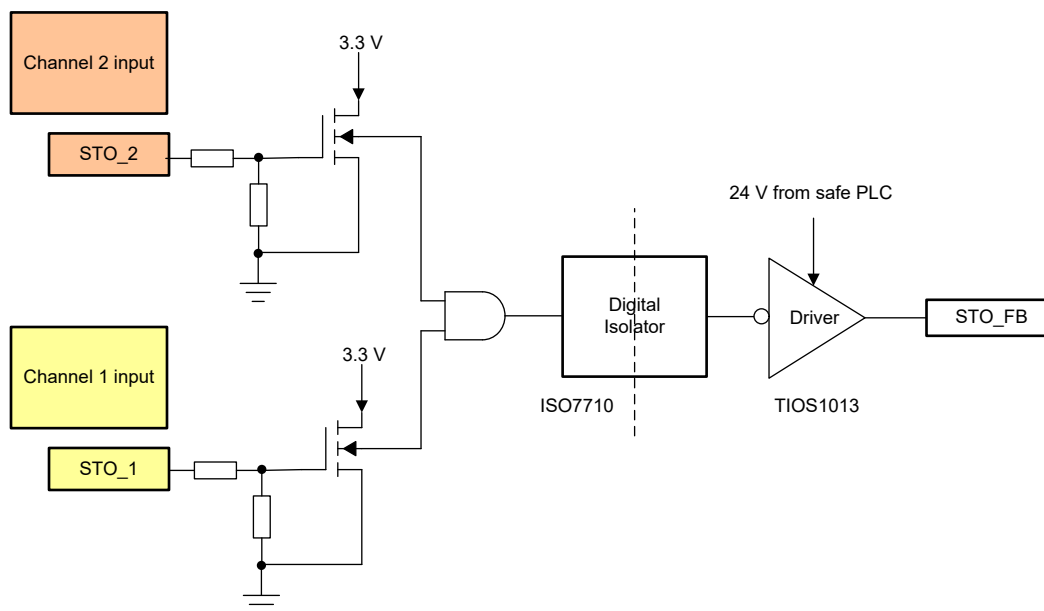 Channel 2 input
3.3 V
STO_2
24 V from safe PLC
Digital
Isolator
Driver
STO_FB
Channel 1 input
3.3 V
ISO7710
TIOS1013
STO_1